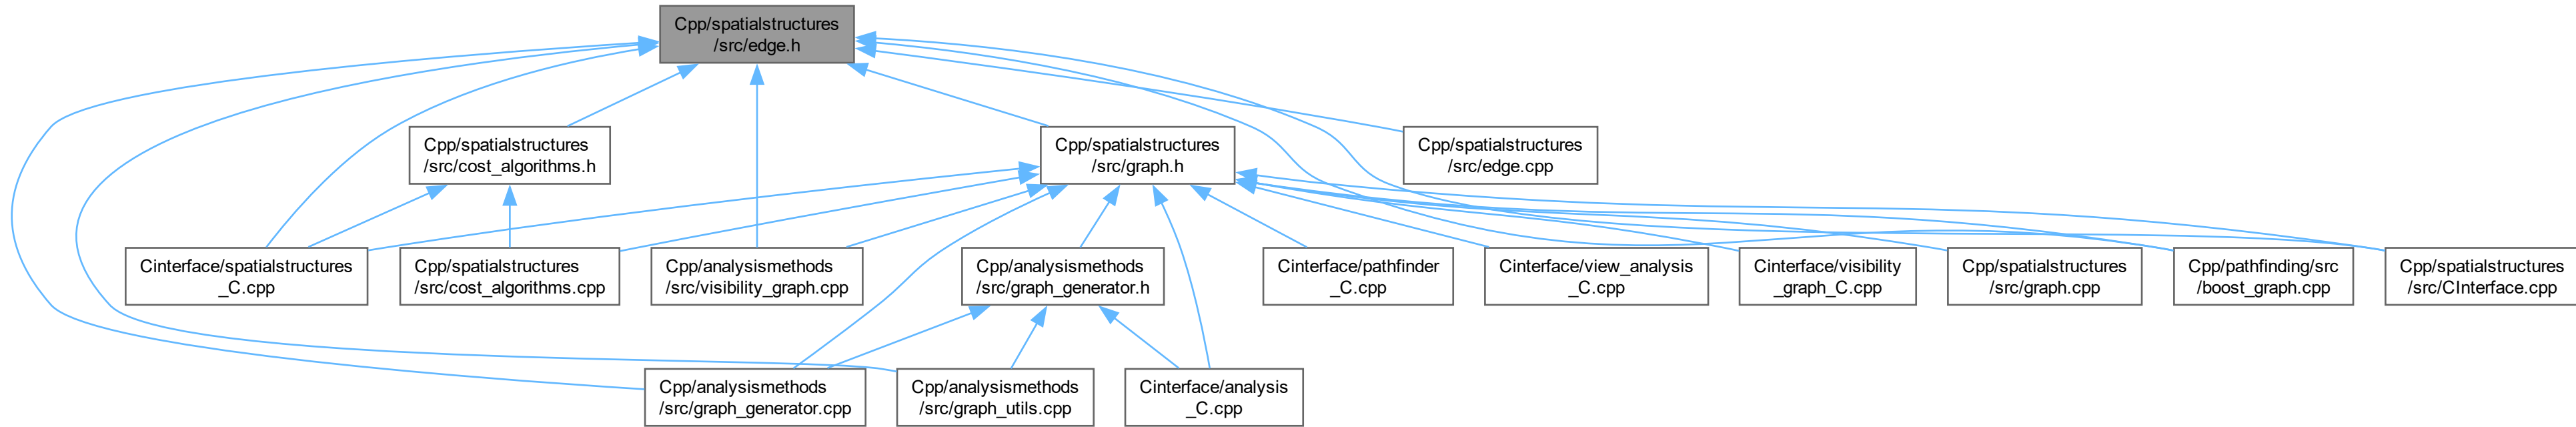 Cpp/spatialstructures
/src/edge.h
Cpp/spatialstructures
/src/cost_algorithms.h
Cpp/spatialstructures
/src/graph.h
Cpp/spatialstructures
/src/edge.cpp
Cinterface/spatialstructures
_C.cpp
Cpp/spatialstructures
/src/cost_algorithms.cpp
Cpp/analysismethods
/src/visibility_graph.cpp
Cpp/analysismethods
/src/graph_generator.h
Cinterface/pathfinder
_C.cpp
Cinterface/view_analysis
_C.cpp
Cinterface/visibility
_graph_C.cpp
Cpp/spatialstructures
/src/graph.cpp
Cpp/pathfinding/src
/boost_graph.cpp
Cpp/spatialstructures
/src/CInterface.cpp
Cpp/analysismethods
/src/graph_generator.cpp
Cpp/analysismethods
/src/graph_utils.cpp
Cinterface/analysis
_C.cpp